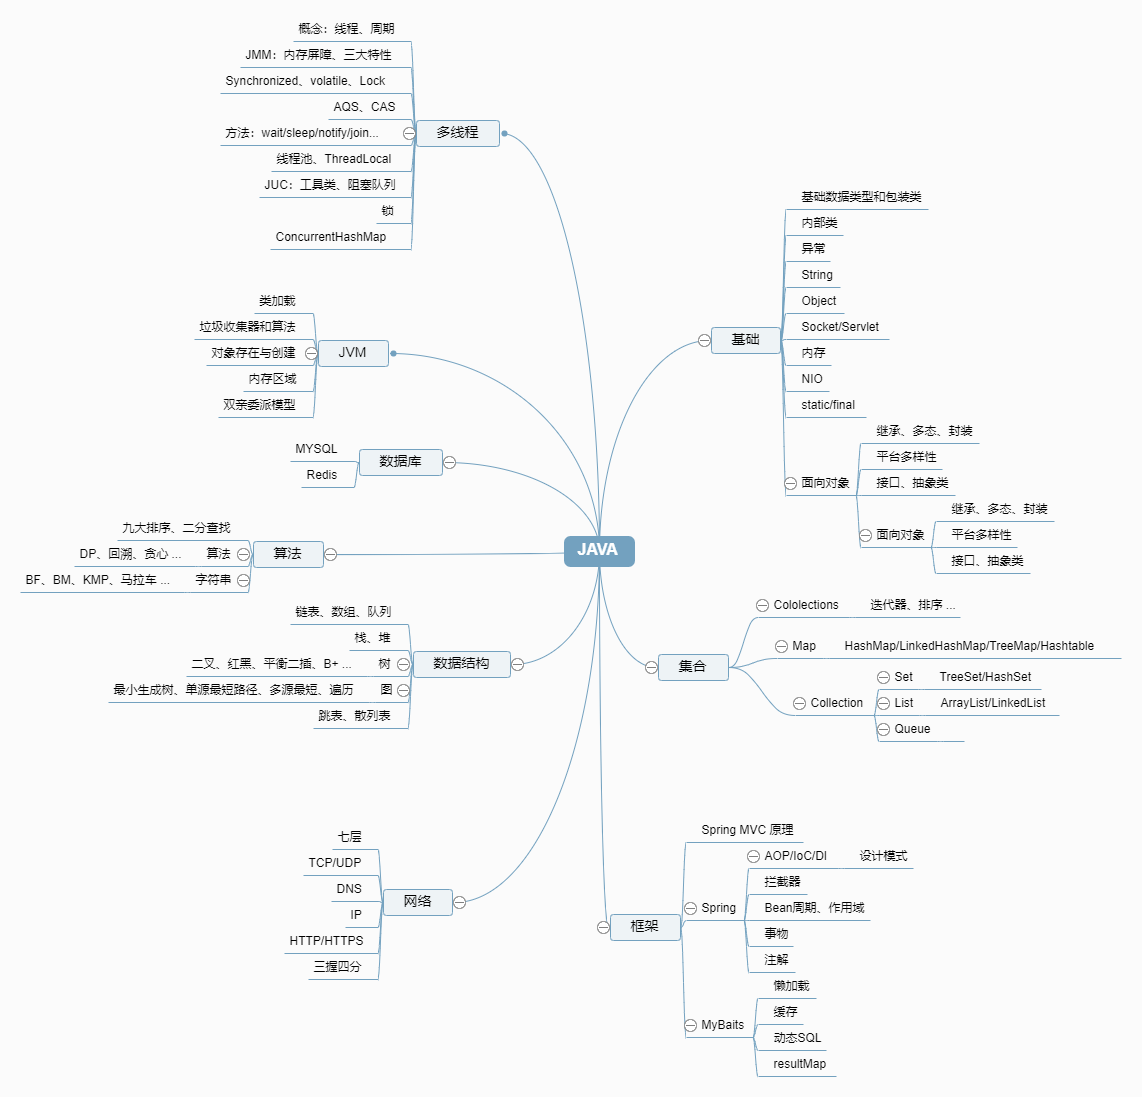 JAVA
多线程
概念：线程、周期
JMM：内存屏障、三大特性
Synchronized、volatile、Lock
AQS、CAS
方法：wait/sleep/notify/join...
线程池、ThreadLocal
JUC：工具类、阻塞队列
锁
ConcurrentHashMap
JVM
类加载
垃圾收集器和算法
对象存在与创建
内存区域
双亲委派模型
数据库
MYSQL
Redis
算法
九大排序、二分查找
DP、回溯、贪心 ... 算法
BF、BM、KMP、马拉车 ... 字符串
数据结构
链表、数组、队列
栈、堆
二叉、红黑、平衡二插、B+ ... 树
最小生成树、单源最短路径、多源最短、遍历 图
跳表、散列表
网络
七层
TCP/UDP
DNS
IP
HTTP/HTTPS
三握四分
基础
基础数据类型和包装类
内部类
异常
String
Object
Socket/Servlet
内存
NIO
static/final
面向对象
继承、多态、封装
平台多样性
接口、抽象类
面向对象
继承、多态、封装
平台多样性
接口、抽象类
集合
Cololections 迭代器、排序 ...
Map HashMap/LinkedHashMap/TreeMap/Hashtable
Collection
Set TreeSet/HashSet
List ArrayList/LinkedList
Queue
框架
Spring MVC 原理
Spring
AOP/IoC/DI 设计模式
拦截器
Bean周期、作用域
事物
注解
MyBaits
懒加载
缓存
动态SQL
resultMap